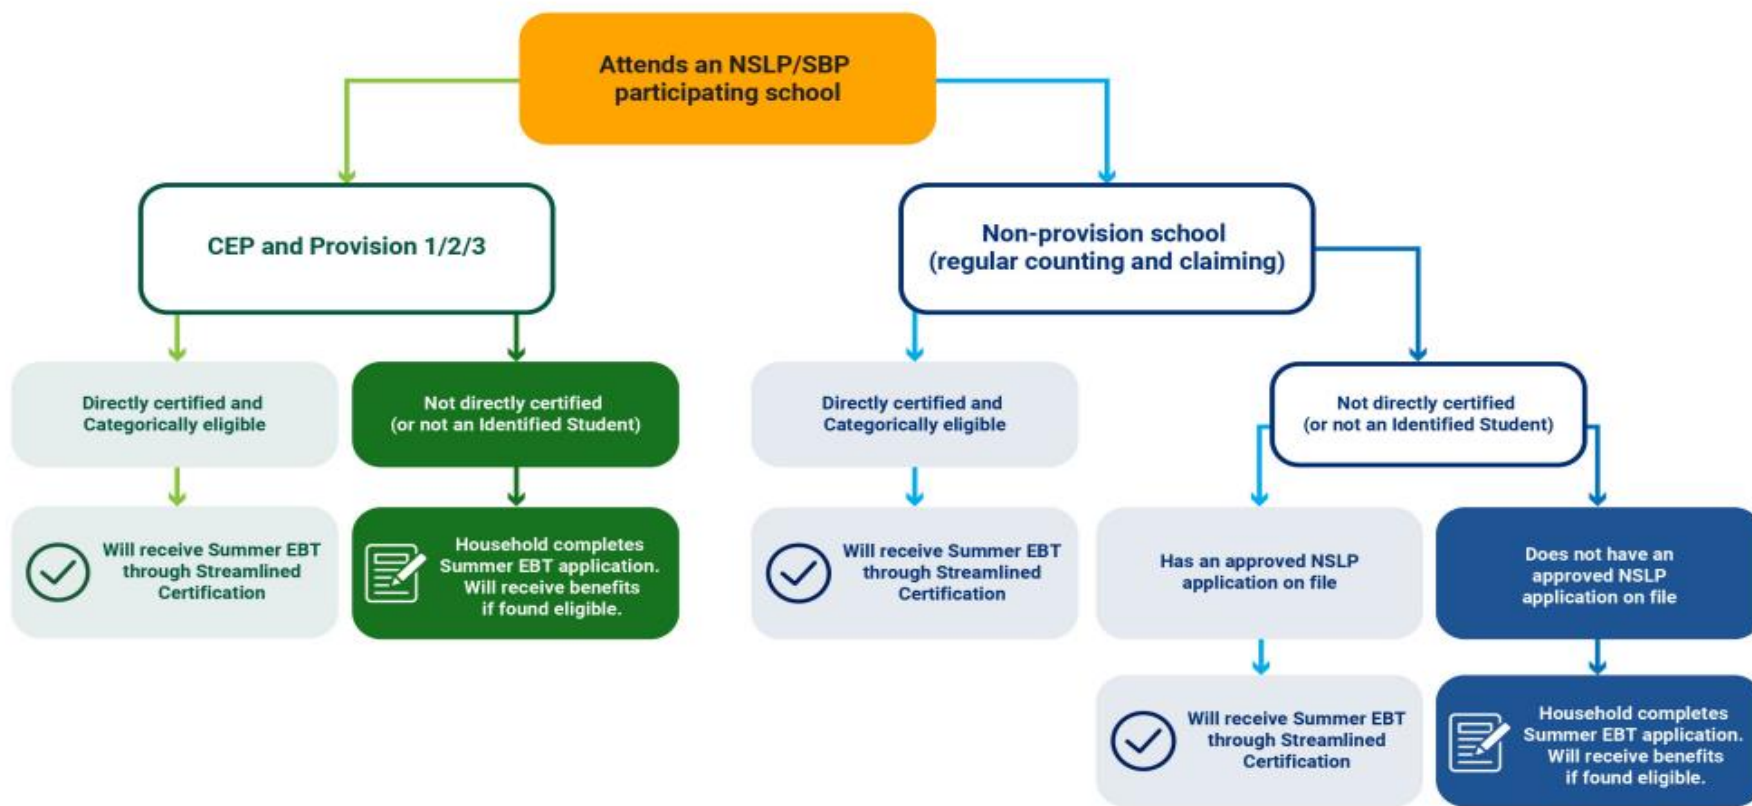 Attends an NSLP/SBP
participating school
CEP and Provision 1/2/3
Non-provision school
(regular counting and claiming)
Directly certified and
Categorically eligible
Not directly certified
(or not an Identified Student)
Directly certified and
Categorically eligible
Not directly certified
(or not an Identified Student)
Will receive Summer EBT
through Streamlined
Certification
Household completes
Summer EBT application.
Will receive benefits
if found eligible.
Will receive Summer EBT
through Streamlined
Certification
Has an approved NSLP
application on file
Does not have an
approved NSLP
application on file
Will receive Summer EBT
through Streamlined
Certification
Household completes
Summer EBT application.
Will receive benefits
if found eligible.